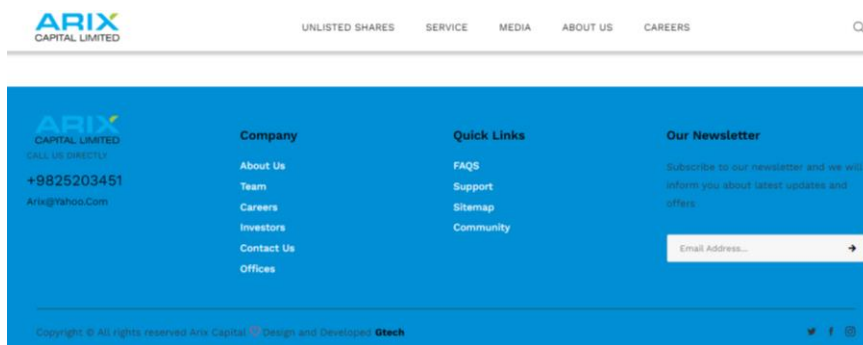 ARIX
CAPITAL LIMITED
UNLISTED SHARES
SERVICE
MEDIA
ABOUT US
CAREERS
ARIX
CAPITAL LIMITED
CALL US DIRECTLY
+9825203451
Arix@Yahoo.Com
Company
About Us
Team
Careers
Investors
Contact Us
Offices
Quick Links
FAQS
Support
Sitemap
Community
Our Newsletter
Subscribe to our newsletter and we will
inform you about latest updates and
offers
Email Address...
Copyright © All rights reserved Arix Capital ♡ Design and Developed Gtech